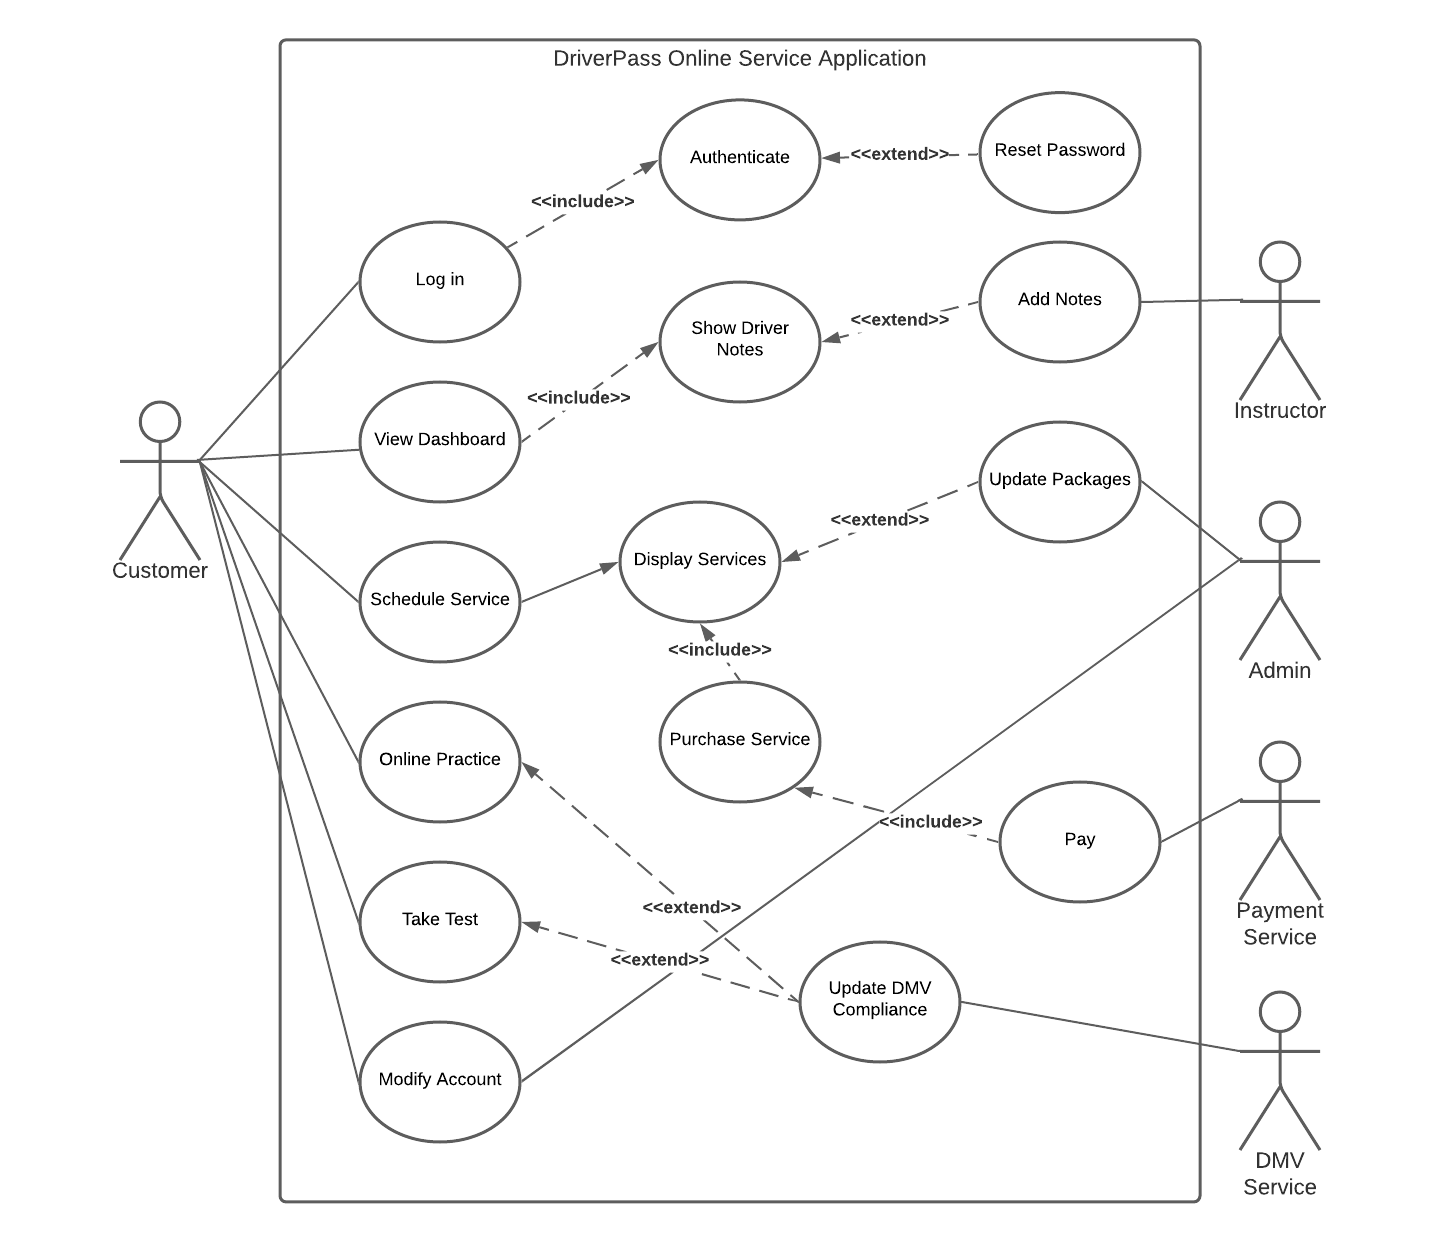 DriverPass Online Service Application
Authenticate
<<extend>>
Reset Password
<<include>>
Log in
Add Notes
<<extend>>
Show Driver
Notes
<<include>>
Instructor
View Dashboard
Update Packages
<<extend>>
Display Services
Customer
Schedule Service
<<include>>
Admin
Purchase Service
Online Practice
<<include>>
Pay
<<extend>>
Payment
Service
Take Test
<<extend>>
Update DMV
Compliance
Modify Account
DMV
Service